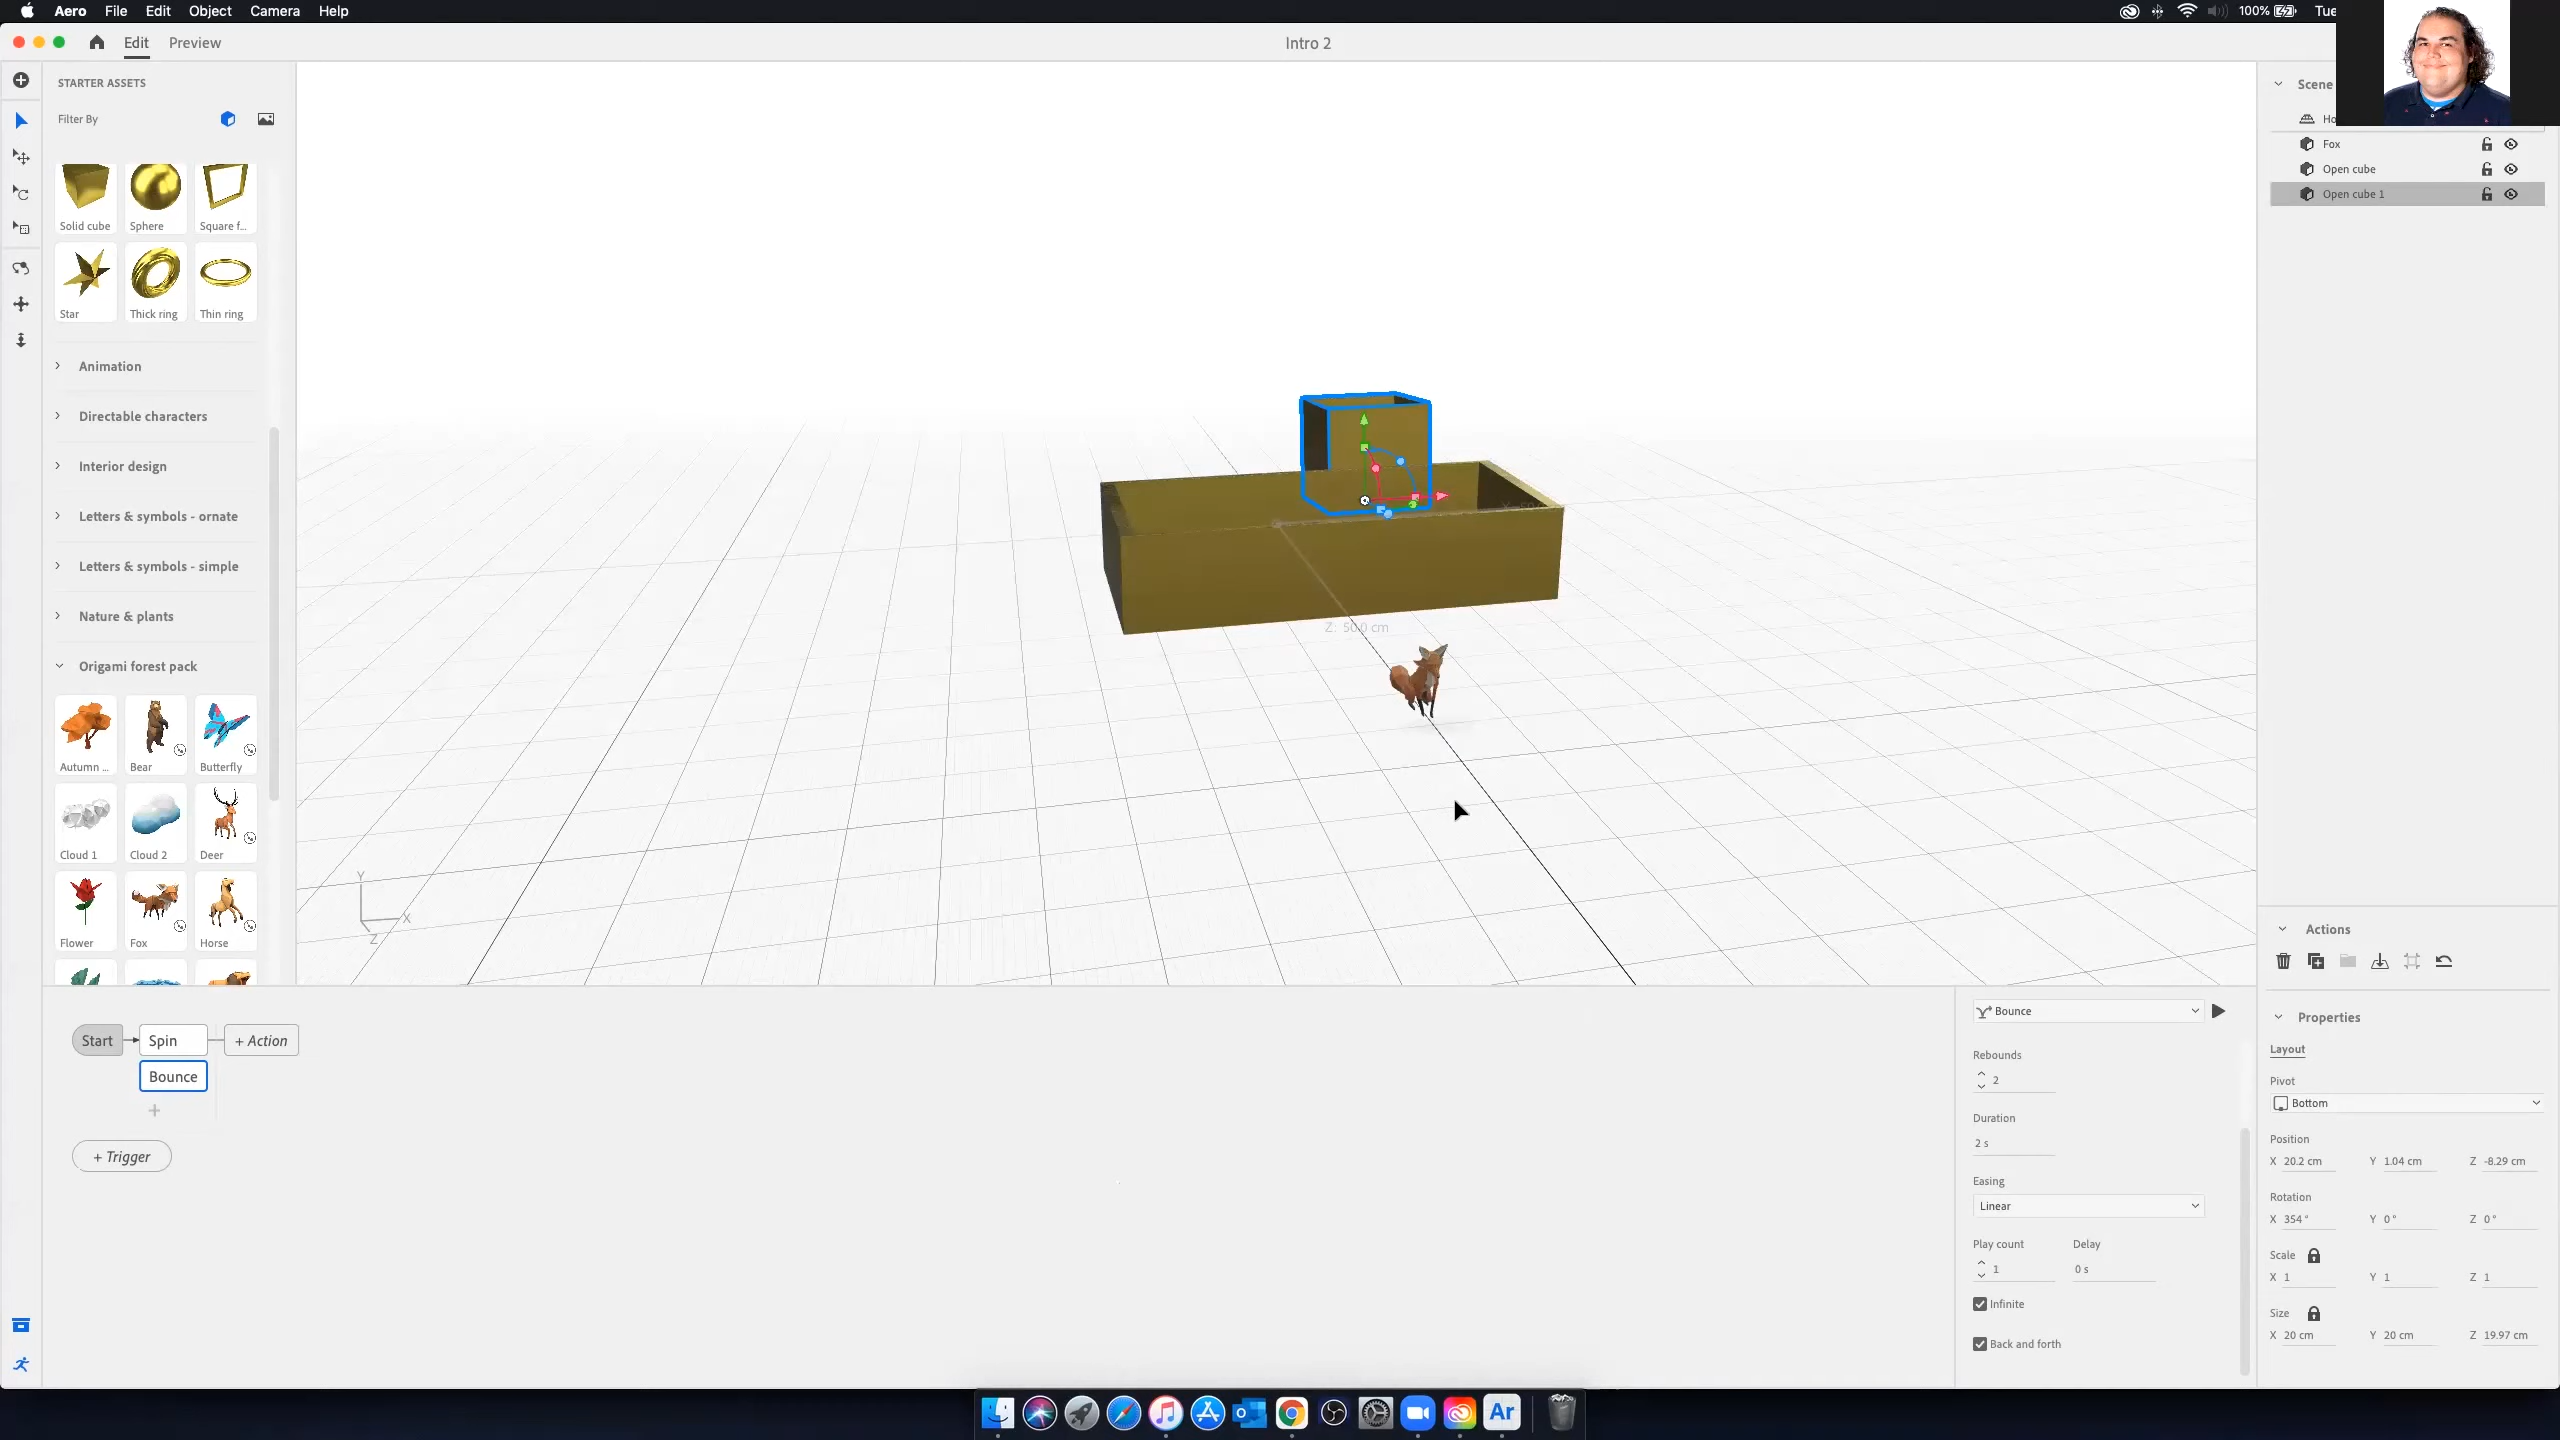 Aero File Edit Object Camera Help 100% Tue
Edit Preview Intro 2
STARTER ASSETS
Filter By
Solid cube Sphere Square f...
Star Thick ring Thin ring
Animation
Directable characters
Interior design
Letters & symbols - ornate
Letters & symbols - simple
Nature & plants
Origami forest pack
Autumn ... Bear Butterfly
Cloud 1 Cloud 2 Deer
Flower Fox Horse
Z: 50.0 cm
Y
X
Z
Scene
Ho
Fox
Open cube
Open cube 1
Start Spin + Action
Bounce
+
+ Trigger
Bounce
Rebounds
2
Duration
2 s
Easing
Linear
Play count Delay
1 0 s
Infinite
Back and forth
Actions
Properties
Layout
Pivot
Bottom
Position
X 20.2 cm Y 1.04 cm Z -8.29 cm
Rotation
X 354° Y 0° Z 0°
Scale
X 1 Y 1 Z 1
Size
X 20 cm Y 20 cm Z 19.97 cm
Ar